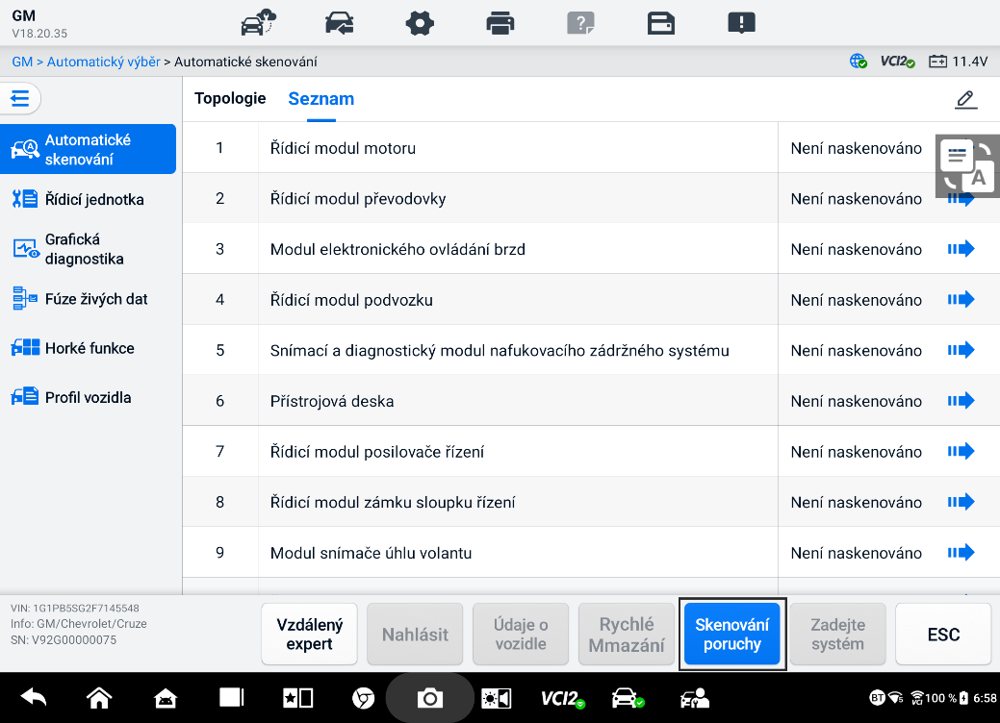 GM
V18.20.35
?
GM > Automatický výběr > Automatické skenování
VCI2
11.4V
Topologie
Seznam
Automatické
skenování
Řídicí jednotka
Grafická
diagnostika
Fúze živých dat
Horké funkce
Profil vozidla
1 Řídicí modul motoru Není naskenováno
A
2 Řídicí modul převodovky Není naskenováno
3 Modul elektronického ovládání brzd Není naskenováno
4 Řídicí modul podvozku Není naskenováno
5 Snímací a diagnostický modul nafukovacího zádržného systému Není naskenováno
6 Přístrojová deska Není naskenováno
7 Řídicí modul posilovače řízení Není naskenováno
8 Řídicí modul zámku sloupku řízení Není naskenováno
9 Modul snímače úhlu volantu Není naskenováno
VIN: 1G1PB5SG2F7145548
Info: GM/Chevrolet/Cruze
SN: V92G00000075
Vzdálený
expert
Nahlásit
Údaje o
vozidle
Rychlé
Mmazání
Skenování
poruchy
Zadejte
systém
ESC
VCI2
BT
5
VCI
100 %
6:58